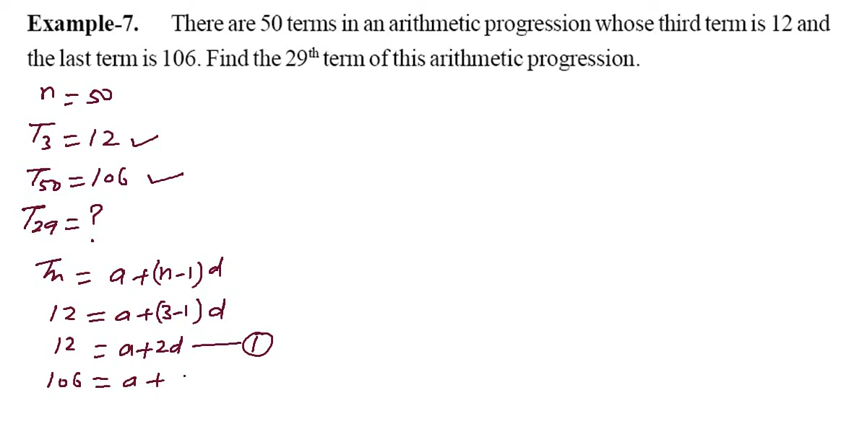 Example-7. There are 50 terms in an arithmetic progression whose third term is 12 and
the last term is 106. Find the 29th term of this arithmetic progression.
n = 50
T3 = 12 ✓
T50 = 106 ✓
T29 = ?
Tn = a+(n-1)d
12 = a+(3-1)d
12 = a+2d —①
106 = a+